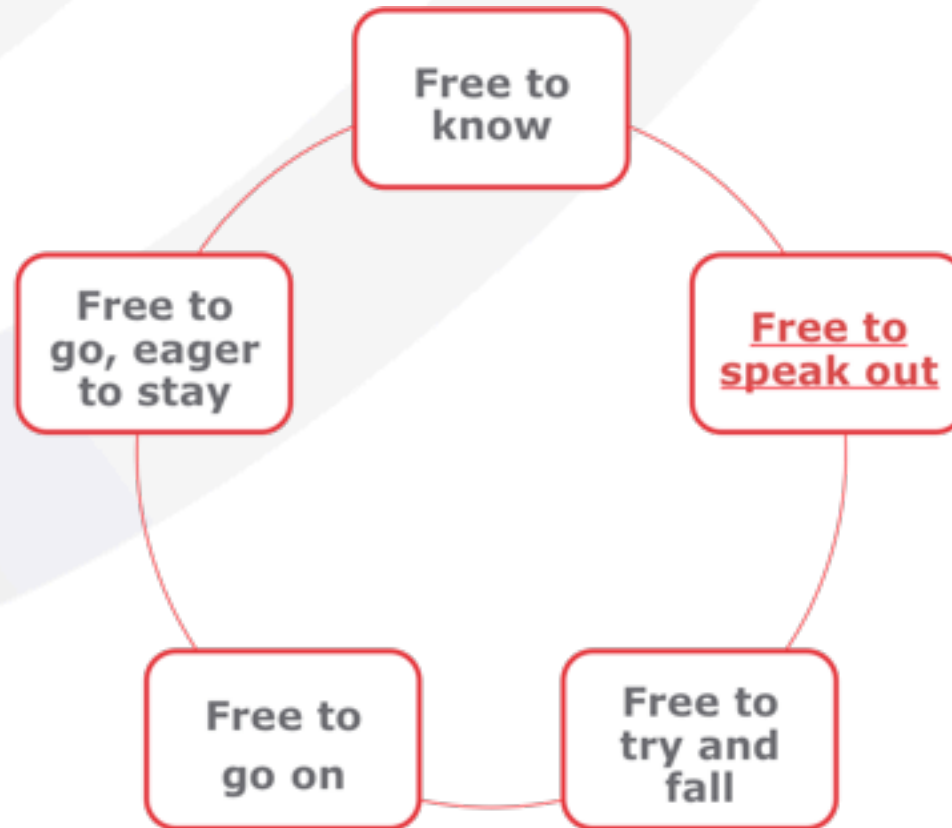 Free to
know
Free to
speak out
Free to
try and
fall
Free to
go on
Free to
go, eager
to stay